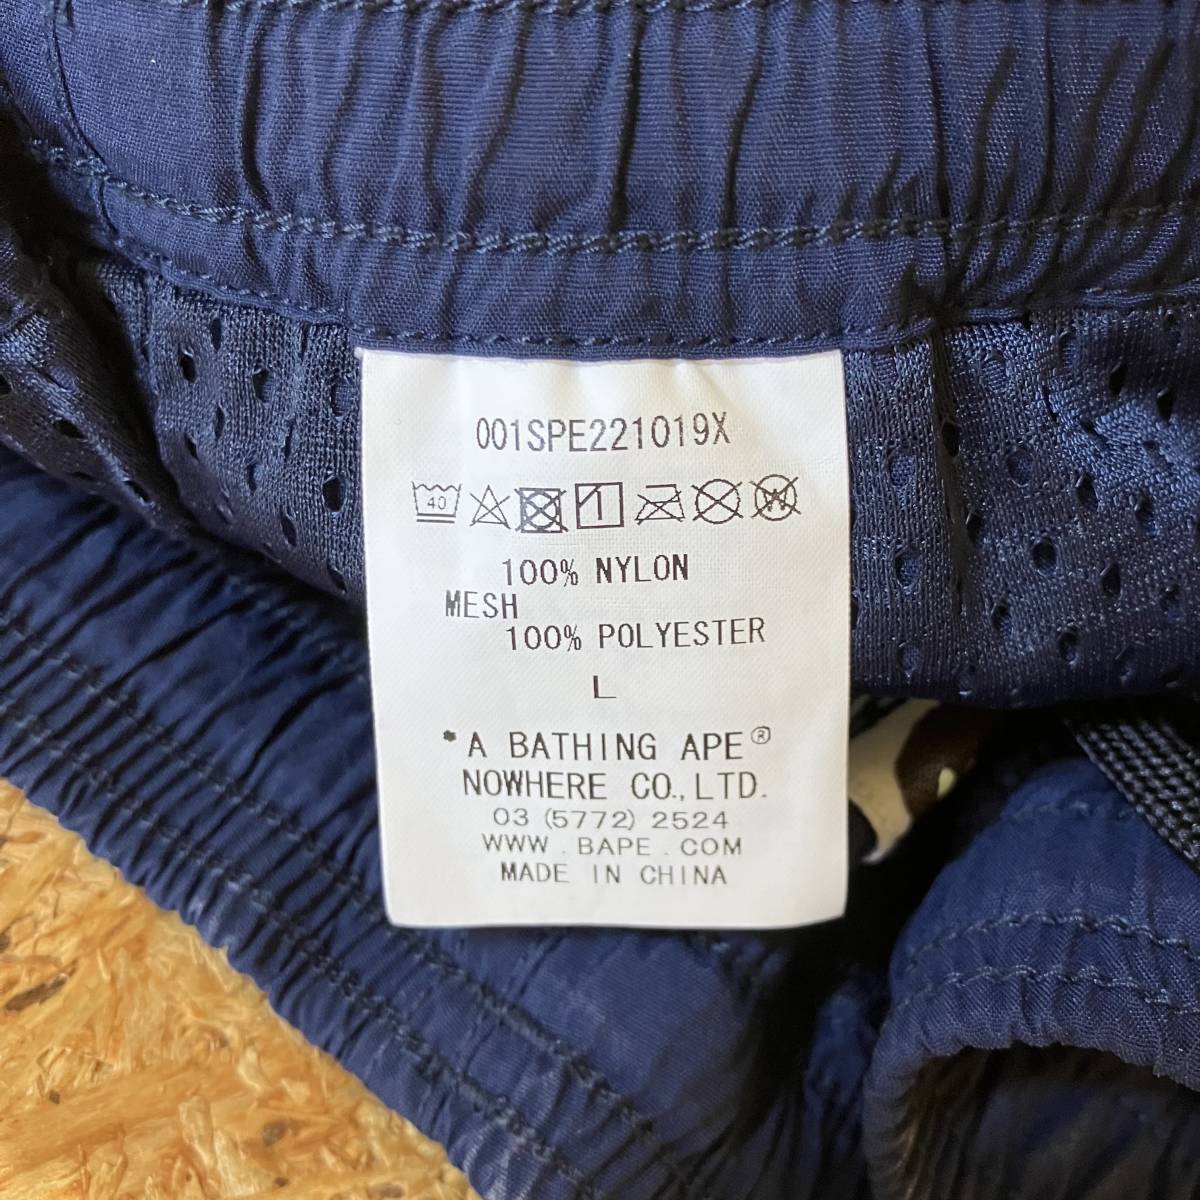 001SPE221019X
40
W
100% NYLON
MESH
100% POLYESTER
L
*A BATHING APE®
NOWHERE CO., LTD.
03 (5772) 2524
WWW . BAPE . COM
MADE IN CHINA